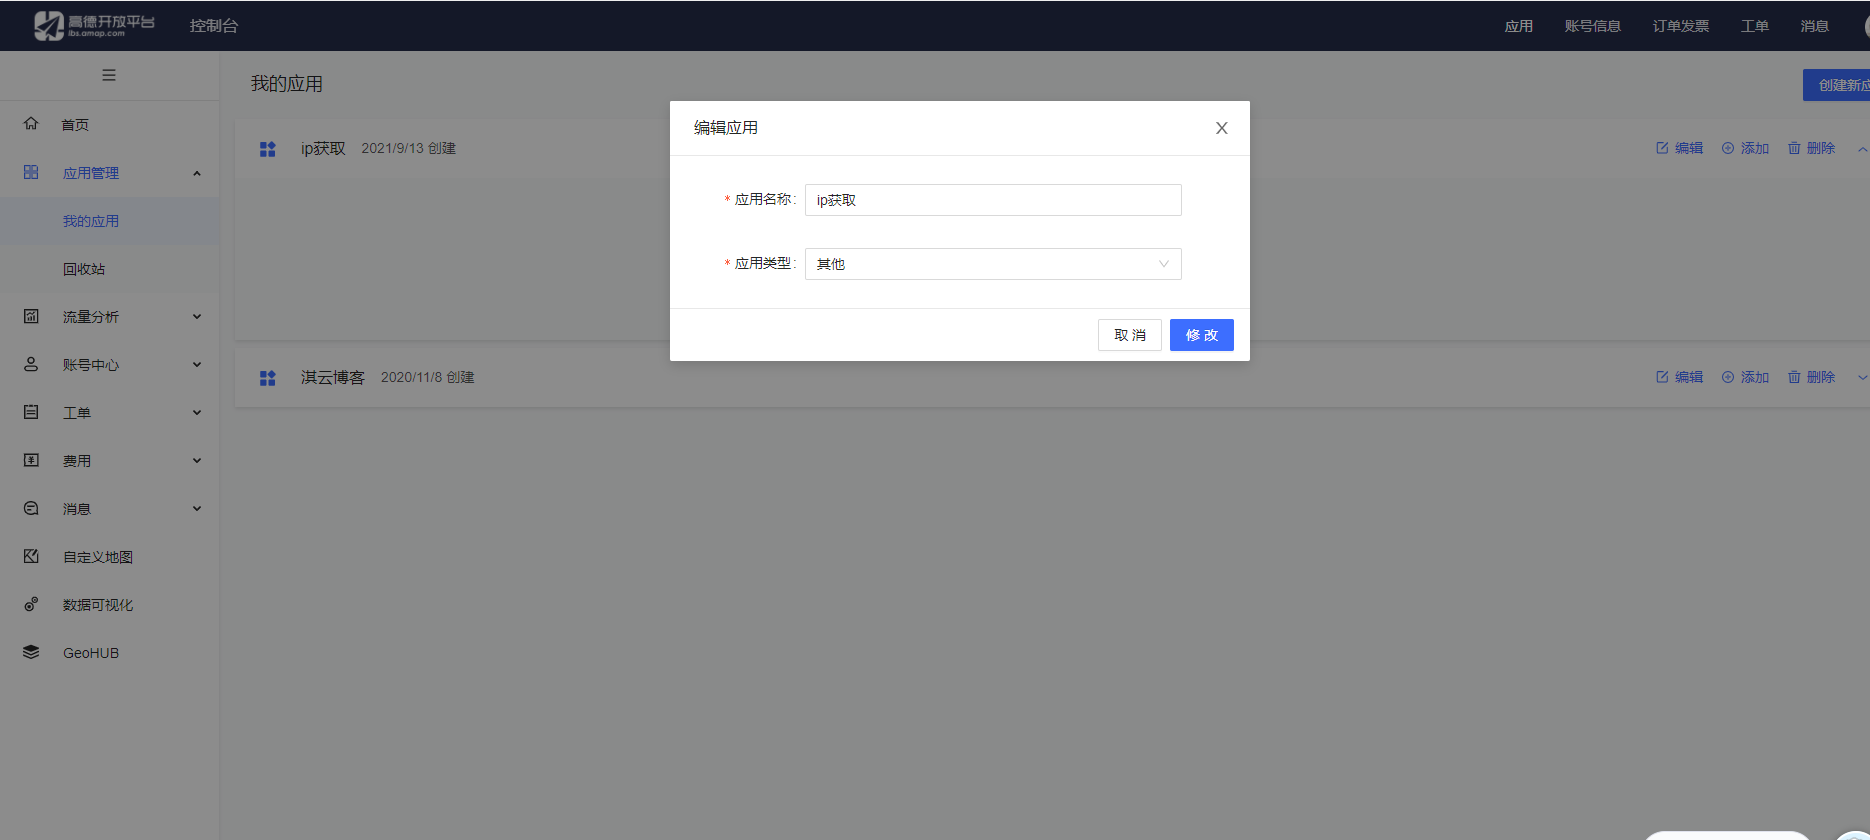 高德开放平台
lbs.amap.com
控制台
应用
账号信息
订单发票
工单
消息
我的应用
创建新应
首页
应用管理
我的应用
回收站
流量分析
账号中心
工单
费用
消息
自定义地图
数据可视化
GeoHUB
ip获取 2021/9/13 创建
编辑
添加
删除
编辑应用
* 应用名称: ip获取
* 应用类型: 其他
取 消
修 改
淇云博客 2020/11/8 创建
编辑
添加
删除